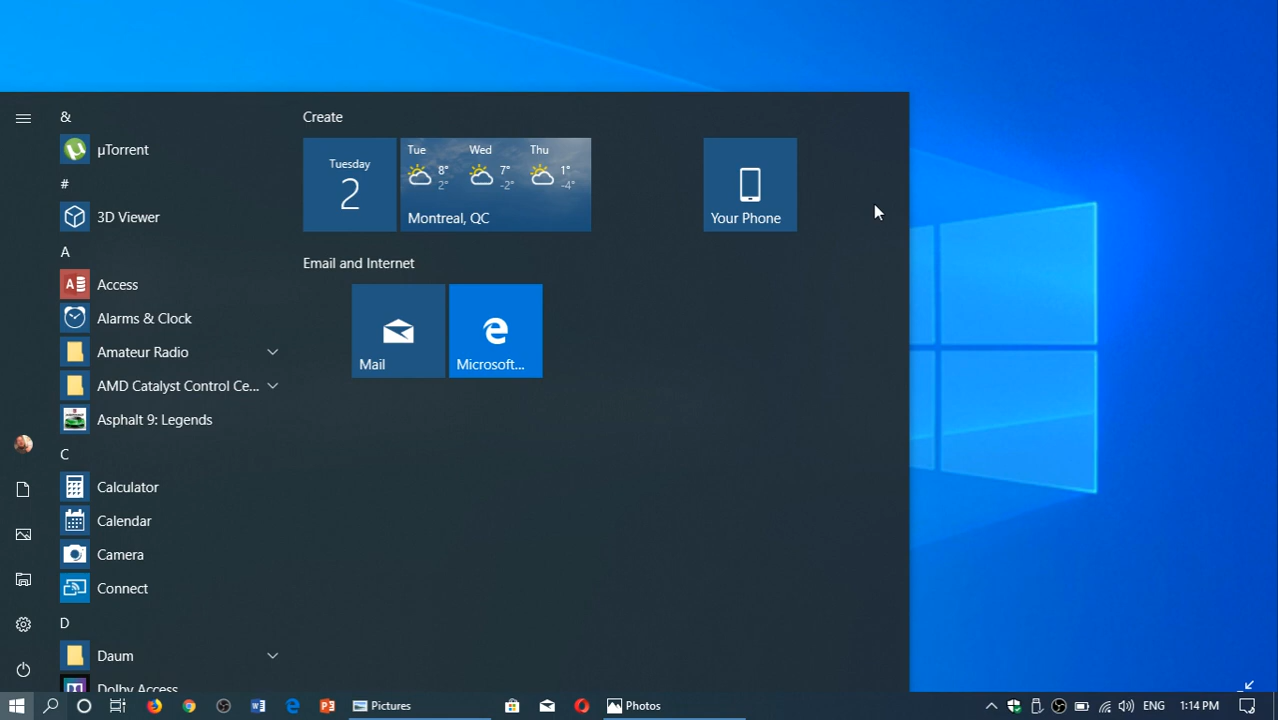 &
µTorrent
#
3D Viewer
A
Access
Alarms & Clock
Amateur Radio
AMD Catalyst Control Ce...
Asphalt 9: Legends
C
Calculator
Calendar
Camera
Connect
D
Daum
Dolby Access
Create
Tuesday
2
Tue Wed Thu
8° 7° 1°
2° -2° -4°
Montreal, QC
Your Phone
Email and Internet
Mail
Microsoft...
Pictures
Photos
ENG
1:14 PM